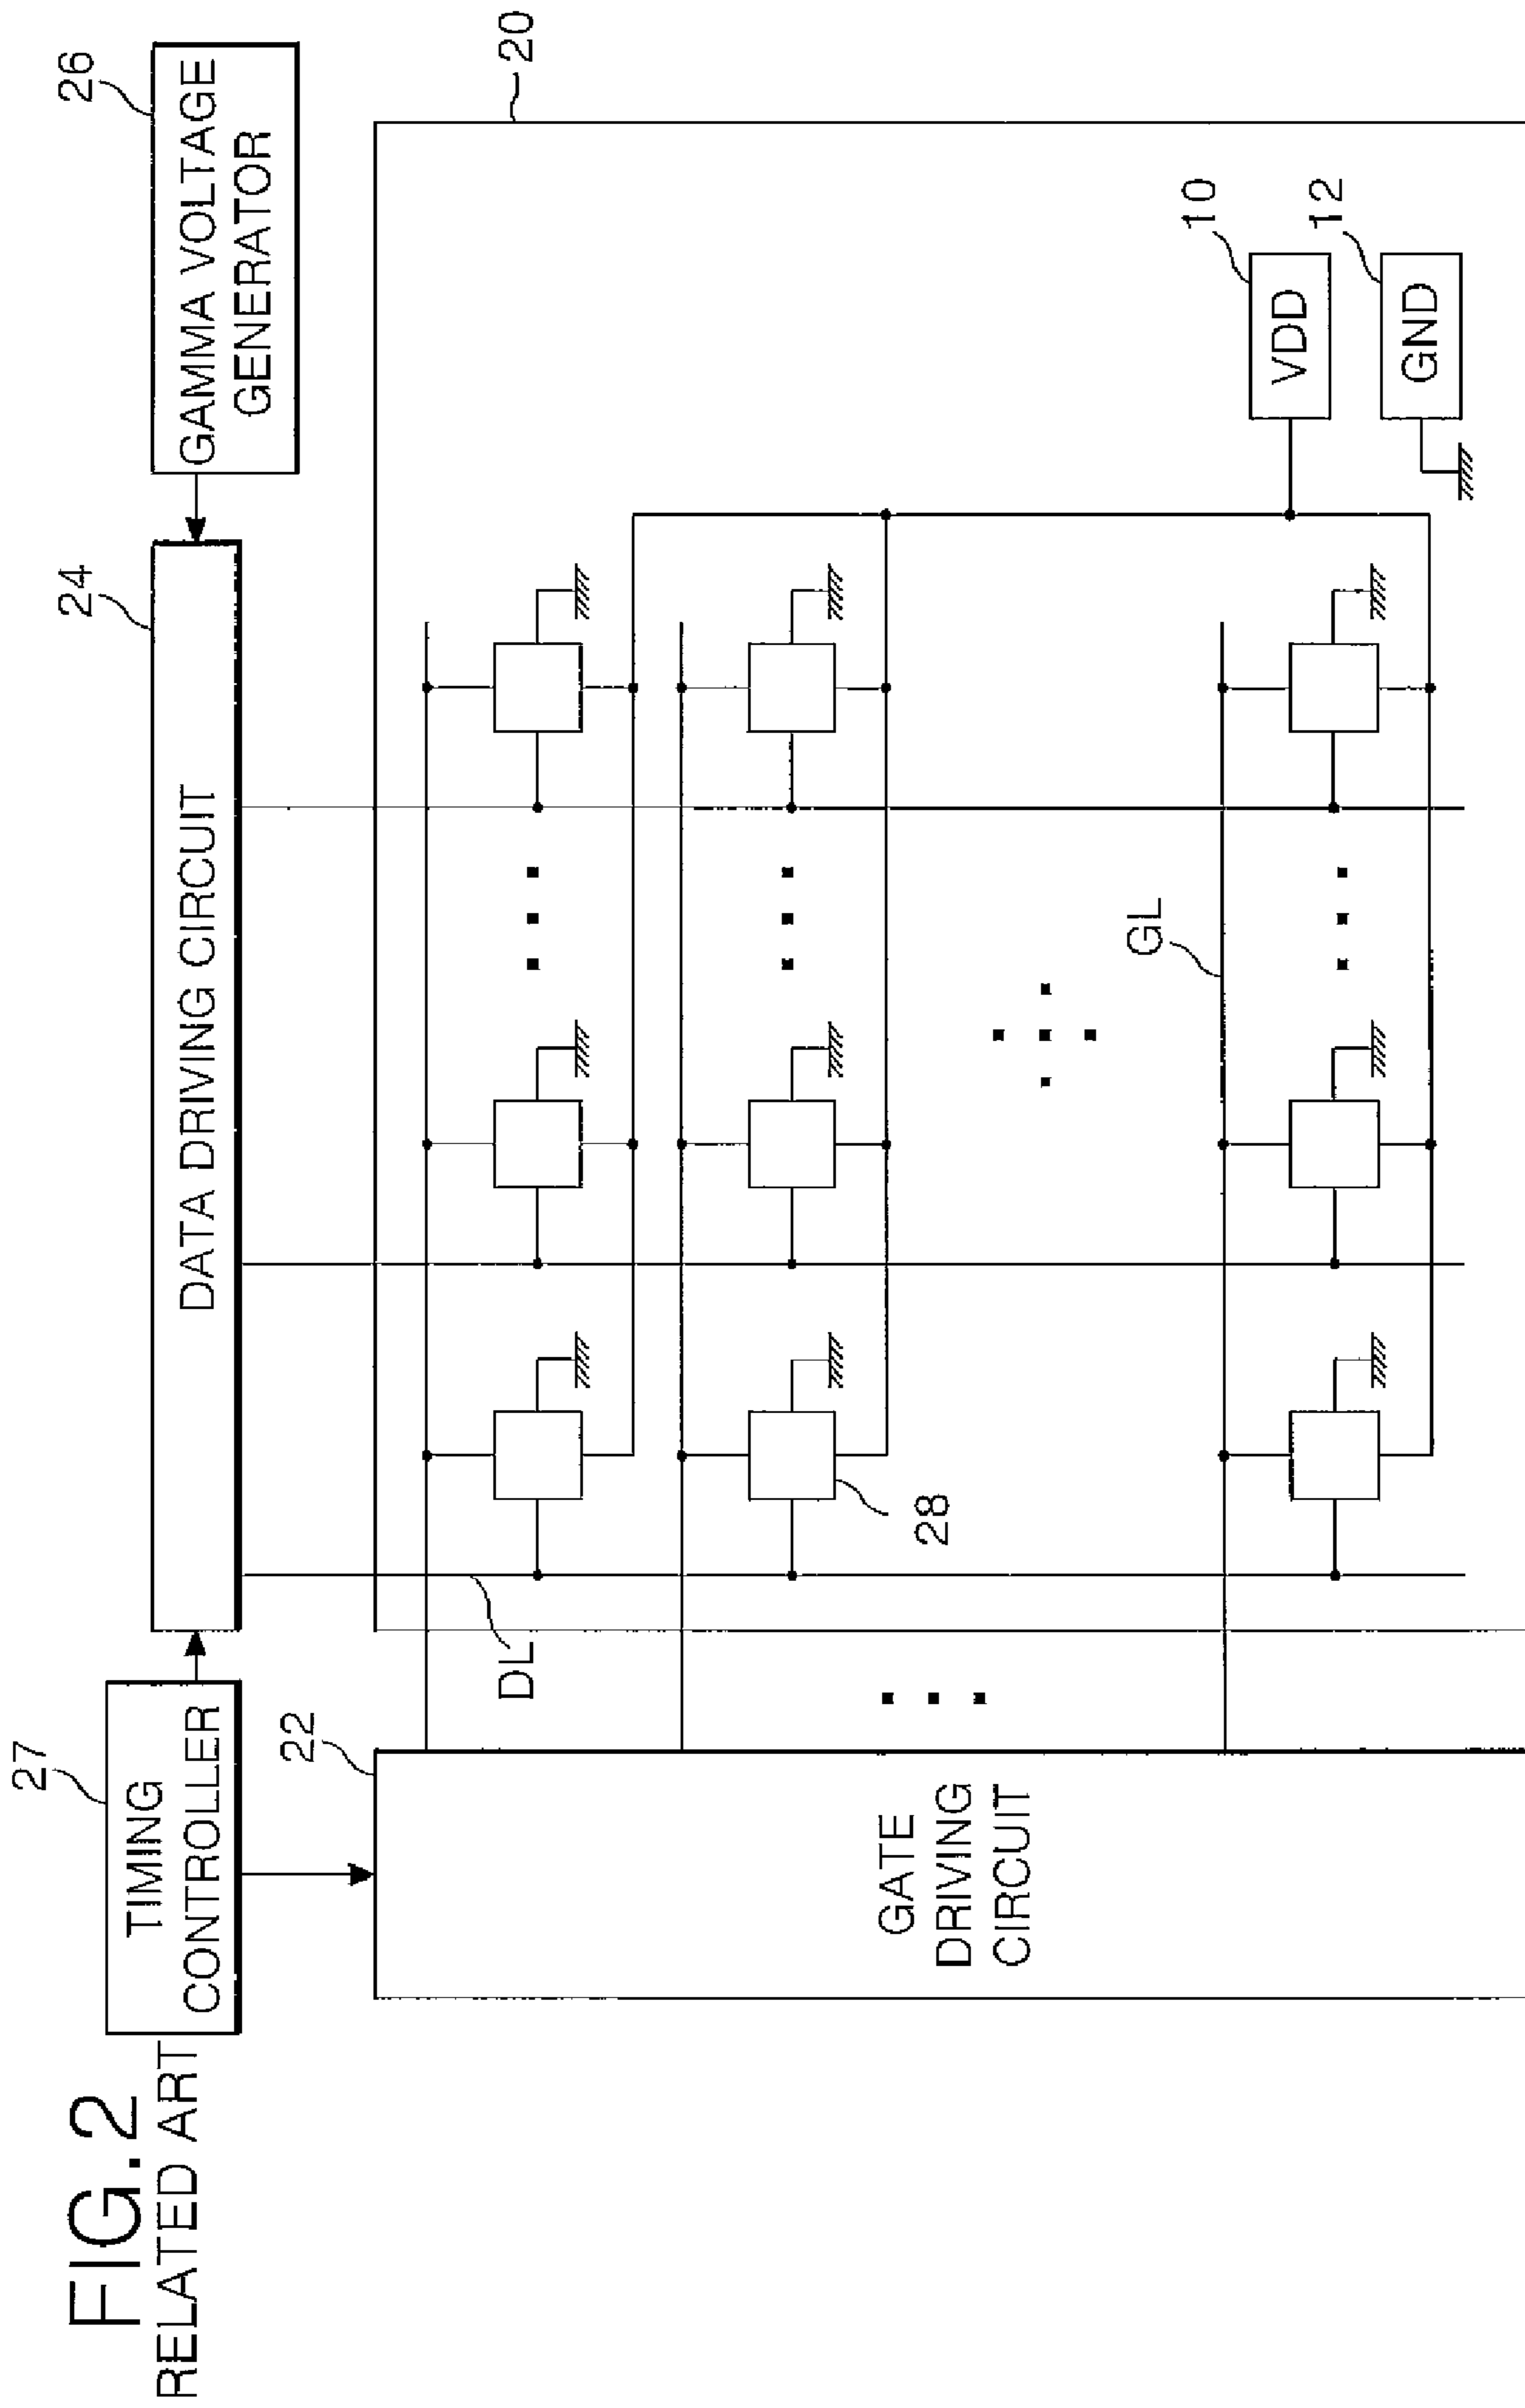 FIG.2
RELATED ART
27
TIMING
CONTROLLER
24
DATA DRIVING CIRCUIT
26
GAMMA VOLTAGE
GENERATOR
22
GATE
DRIVING
CIRCUIT
DL
20
28
GL
10
VDD
12
GND